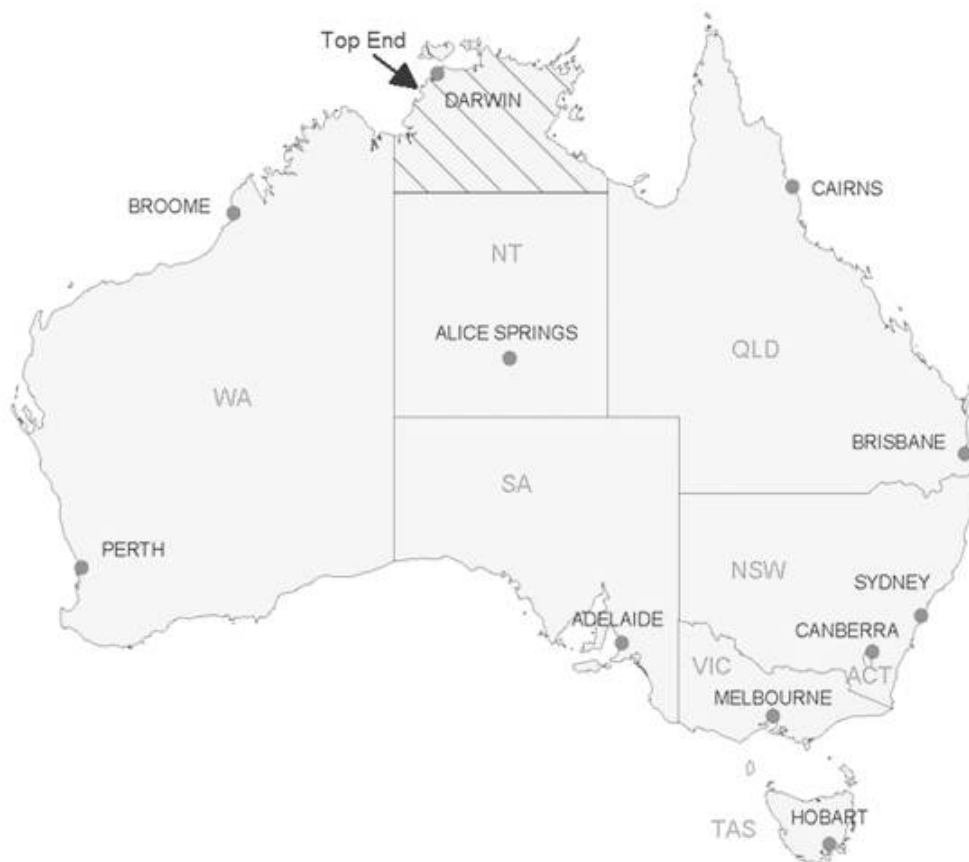 Top End
DARWIN
CAIRNS
BROOME
NT
ALICE SPRINGS
QLD
WA
BRISBANE
SA
PERTH
NSW
SYDNEY
ADELAIDE
CANBERRA
VIC
ACT
MELBOURNE
TAS
HOBART